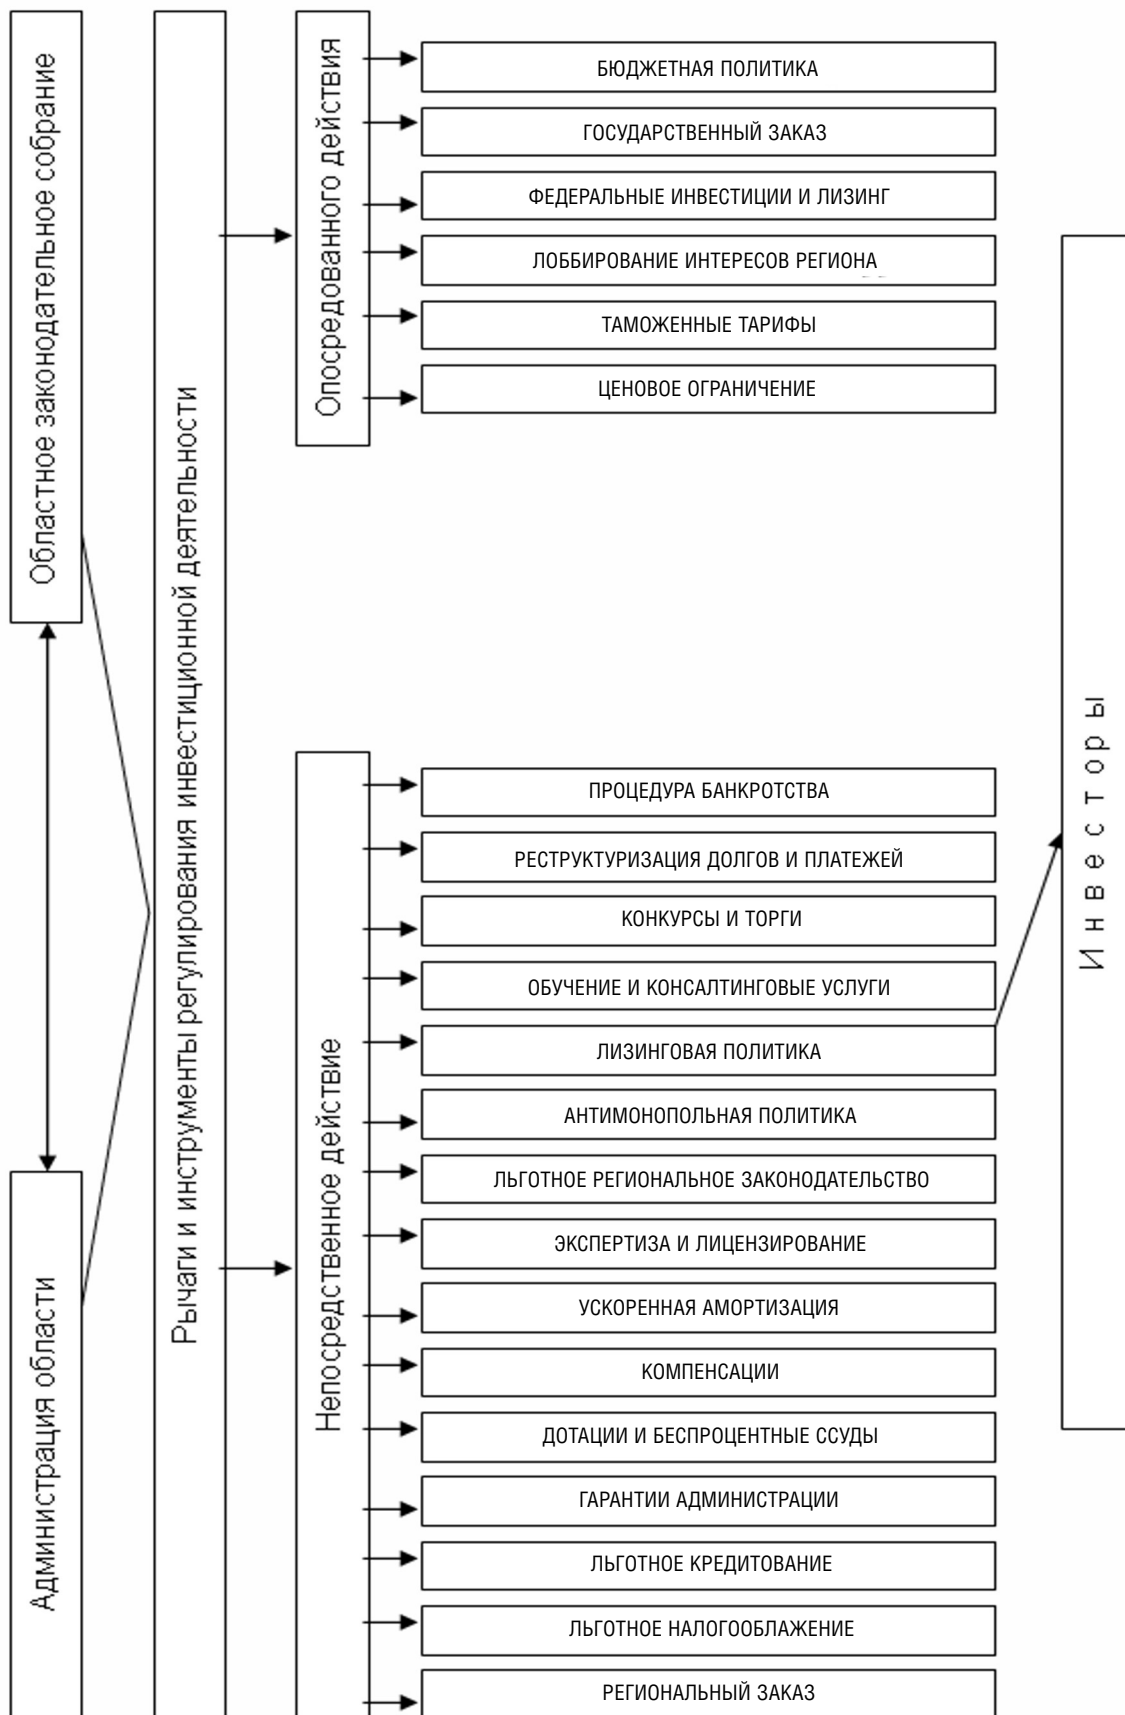 Областное законодательное собрание
Администрация области
Рычаги и инструменты регулирования инвестиционной деятельности
Опосредованного действия
БЮДЖЕТНАЯ ПОЛИТИКА
ГОСУДАРСТВЕННЫЙ ЗАКАЗ
ФЕДЕРАЛЬНЫЕ ИНВЕСТИЦИИ И ЛИЗИНГ
ЛОББИРОВАНИЕ ИНТЕРЕСОВ РЕГИОНА
ТАМОЖЕННЫЕ ТАРИФЫ
ЦЕНОВОЕ ОГРАНИЧЕНИЕ
Непосредственное действие
ПРОЦЕДУРА БАНКРОТСТВА
РЕСТРУКТУРИЗАЦИЯ ДОЛГОВ И ПЛАТЕЖЕЙ
КОНКУРСЫ И ТОРГИ
ОБУЧЕНИЕ И КОНСАЛТИНГОВЫЕ УСЛУГИ
ЛИЗИНГОВАЯ ПОЛИТИКА
АНТИМОНОПОЛЬНАЯ ПОЛИТИКА
ЛЬГОТНОЕ РЕГИОНАЛЬНОЕ ЗАКОНОДАТЕЛЬСТВО
ЭКСПЕРТИЗА И ЛИЦЕНЗИРОВАНИЕ
УСКОРЕННАЯ АМОРТИЗАЦИЯ
КОМПЕНСАЦИИ
ДОТАЦИИ И БЕСПРОЦЕНТНЫЕ ССУДЫ
ГАРАНТИИ АДМИНИСТРАЦИИ
ЛЬГОТНОЕ КРЕДИТОВАНИЕ
ЛЬГОТНОЕ НАЛОГООБЛАЖЕНИЕ
РЕГИОНАЛЬНЫЙ ЗАКАЗ
Инвесторы